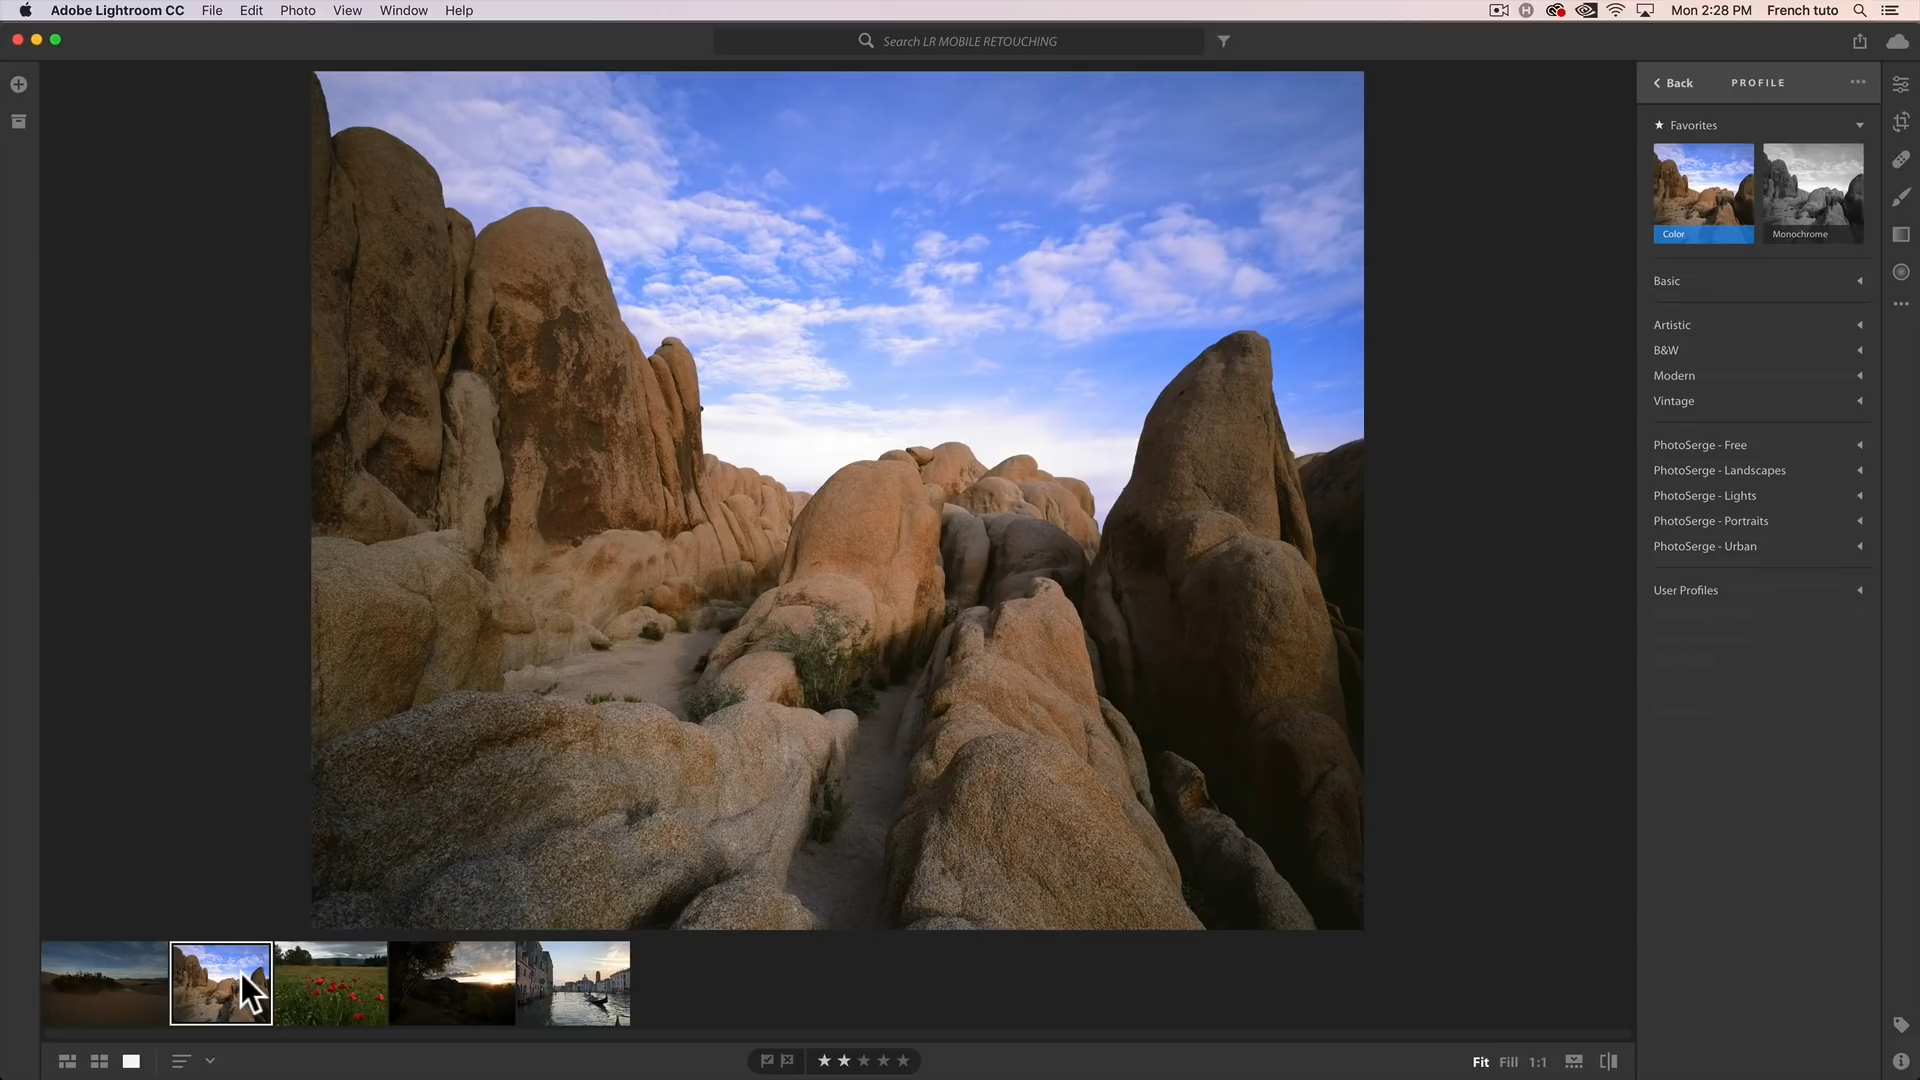 Adobe Lightroom CC File Edit Photo View Window Help Mon 2:28 PM French tuto
Search LR MOBILE RETOUCHING
Back PROFILE
Favorites
Color Monochrome
Basic
Artistic
B&W
Modern
Vintage
PhotoSerge - Free
PhotoSerge - Landscapes
PhotoSerge - Lights
PhotoSerge - Portraits
PhotoSerge - Urban
User Profiles
Fit Fill 1:1